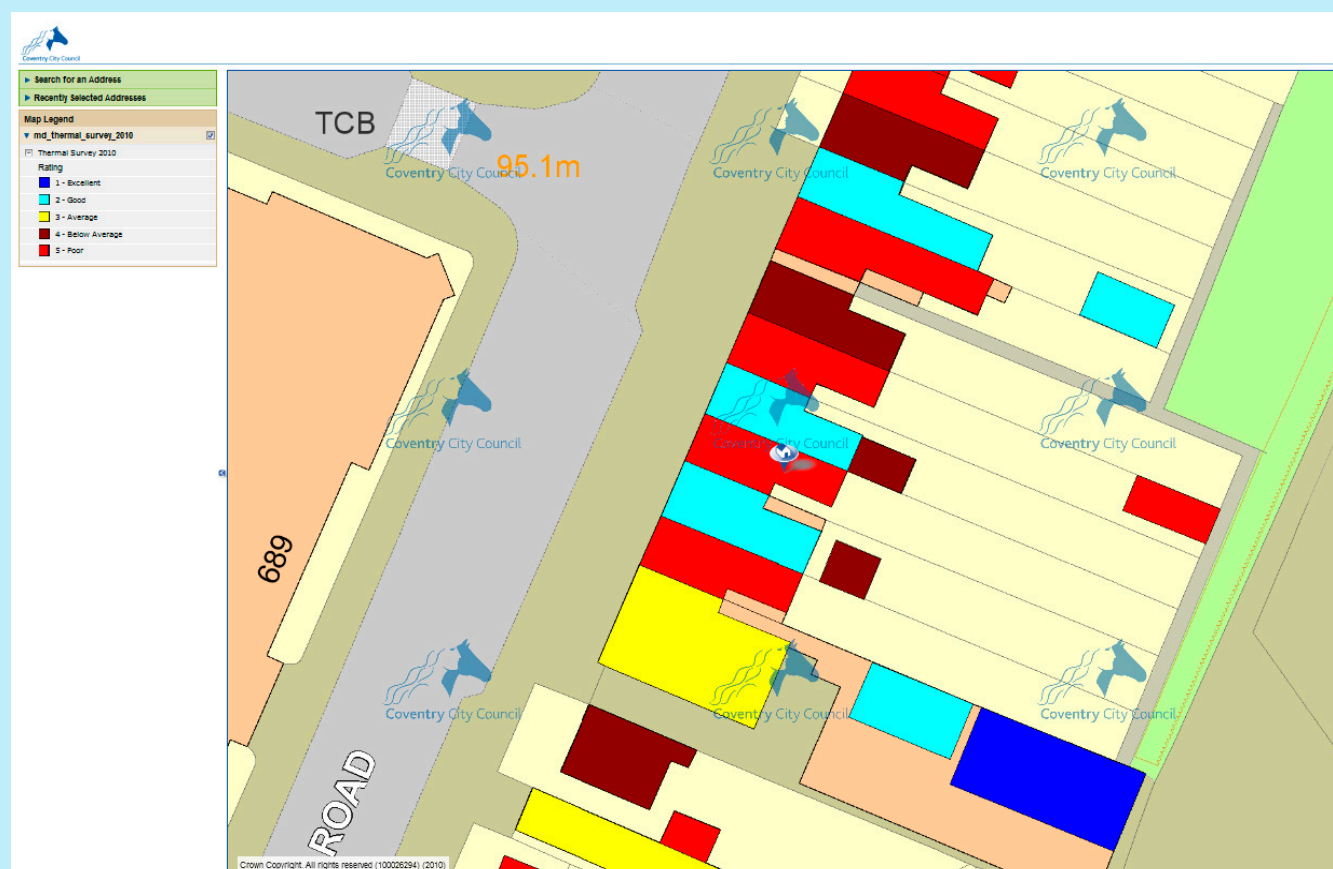 Coventry City Council
Search for an Address
Recently Selected Addresses
Map Legend
md_thermal_survey_2010
Thermal Survey 2010
Rating
1 - Excellent
2 - Good
3 - Average
4 - Below Average
5 - Poor
TCB
95.1m
Coventry City Council
Coventry City Council
Coventry City Council
Coventry City Council
Coventry City Council
Coventry City Council
689
Coventry City Council
Coventry City Council
Coventry City Council
ROAD
Crown Copyright. All rights reserved (100026294) (2010)